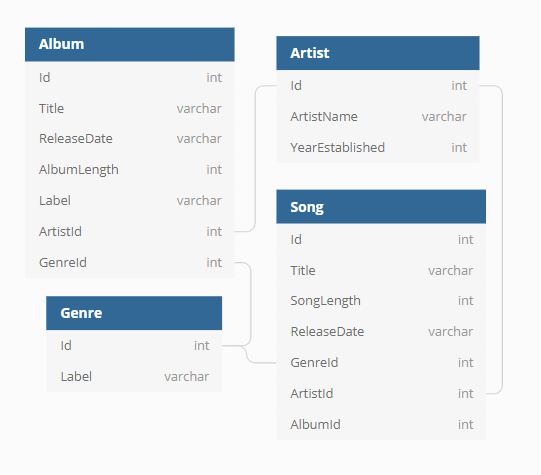 Album
Id int
Title varchar
ReleaseDate varchar
AlbumLength int
Label varchar
ArtistId int
GenreId int
Artist
Id int
ArtistName varchar
YearEstablished int
Song
Id int
Title varchar
SongLength int
ReleaseDate varchar
GenreId int
ArtistId int
AlbumId int
Genre
Id int
Label varchar